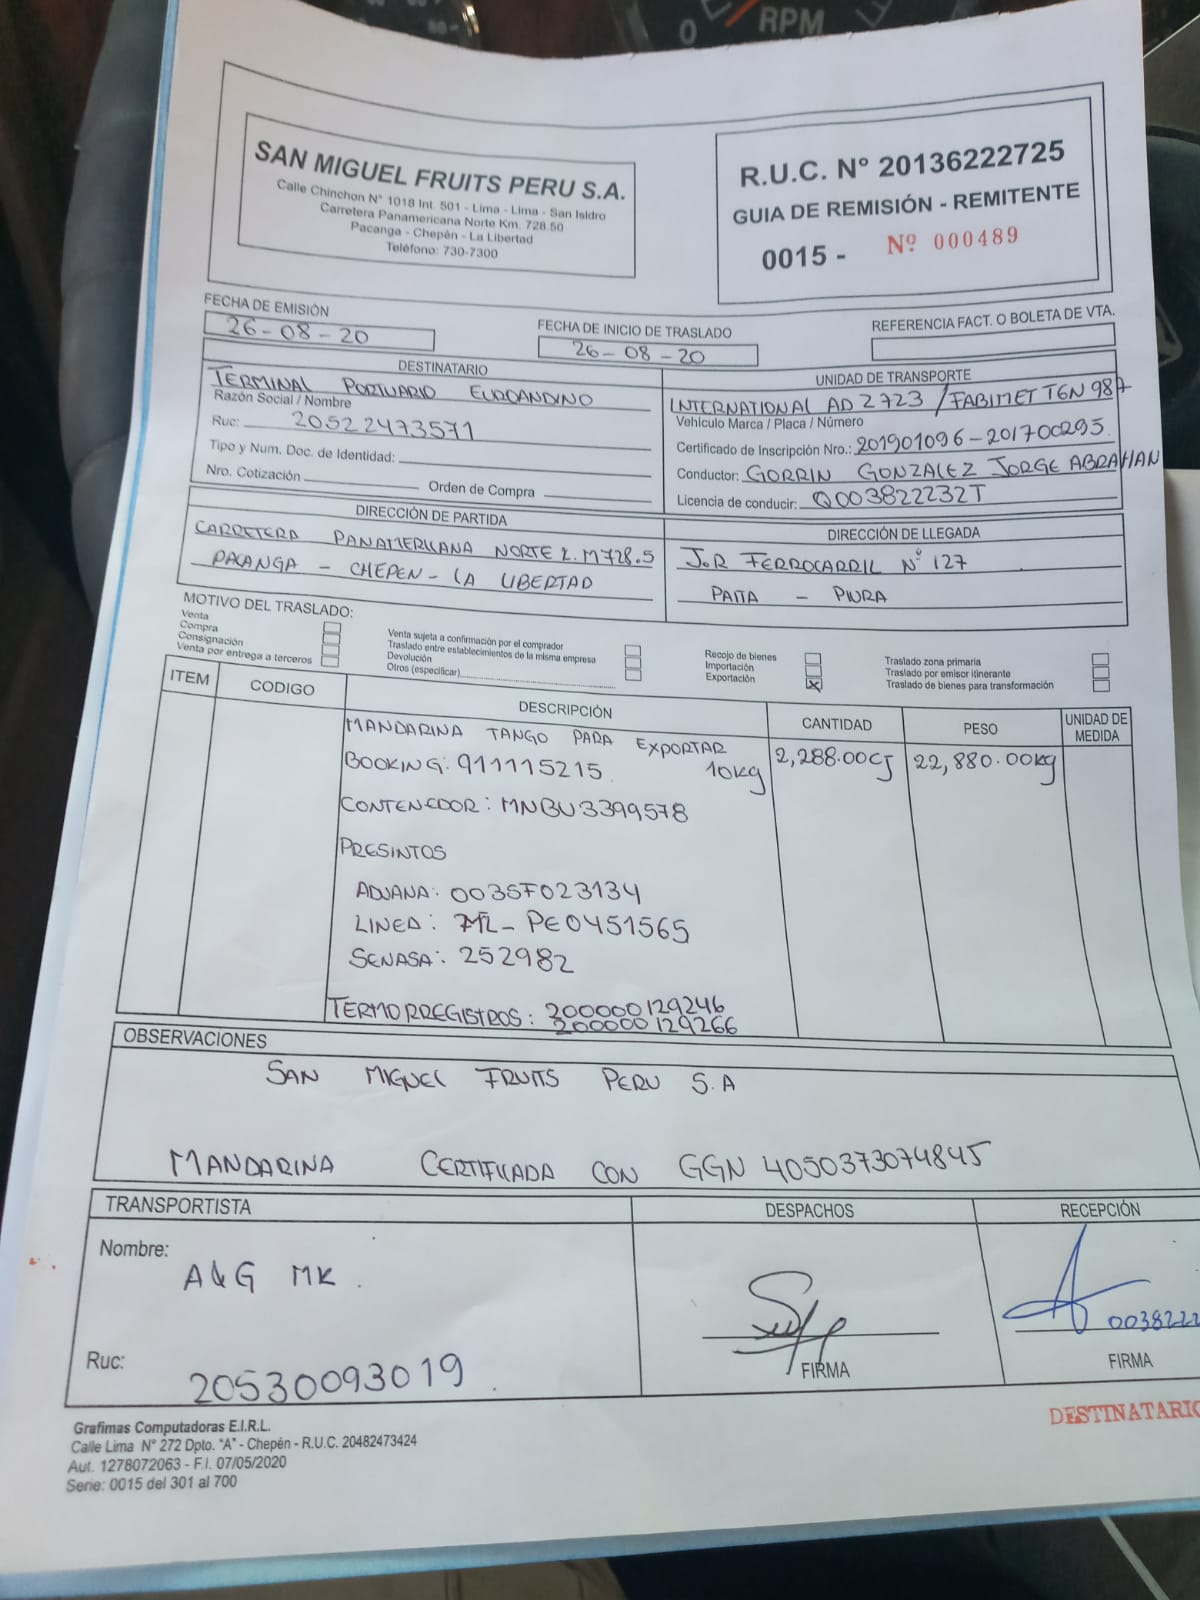 0 RPM
SAN MIGUEL FRUITS PERU S.A.
Calle Chinchon N° 1018 Int. 501 - Lima - Lima - San Isidro
Carretera Panamericana Norte Km. 728.50
Pacanga - Chepén - La Libertad
Teléfono: 730-7300
R.U.C. N° 20136222725
GUIA DE REMISIÓN - REMITENTE
0015 - Nº 000489
FECHA DE EMISIÓN
26-08-20
FECHA DE INICIO DE TRASLADO
26-08-20
REFERENCIA FACT. O BOLETA DE VTA.
DESTINATARIO
TERMINAL PORTUARIO EUROANDINO
Razón Social / Nombre
Ruc: 20522473571
Tipo y Num. Doc. de Identidad:
Nro. Cotización Orden de Compra
UNIDAD DE TRANSPORTE
INTERNATIONAL AD2723 / FABIMET TGN 987
Vehículo Marca / Placa / Número
Certificado de Inscripción Nro.: 201901096-201700295.
Conductor: GORRIN GONZALEZ JORGE ABRAHAN
Licencia de conducir: Q003822232T
DIRECCIÓN DE PARTIDA
CARRETERA PANAMERICANA NORTE K.M728.5
PACANGA - CHEPEN - LA LIBERTAD
DIRECCIÓN DE LLEGADA
J.R FERROCARRIL Nº 127
PAITA - PIURA
MOTIVO DEL TRASLADO:
Venta
Compra
Consignación
Venta por entrega a terceros
Venta sujeta a confirmación por el comprador
Traslado entre establecimientos de la misma empresa
Devolución
Otros (especificar)
Recojo de bienes
Importación
Exportación X
Traslado zona primaria
Traslado por emisor itinerante
Traslado de bienes para transformación
ITEM CODIGO DESCRIPCIÓN CANTIDAD PESO UNIDAD DE MEDIDA
MANDARINA TANGO PARA EXPORTAR 2,288.00CJ 22,880.00kg
BOOKING: 911115215 10kg
CONTENEDOR: MNBU3399578
PRESINTOS
ADUANA: 0035F023134
LINEA: ML-PE0451565
SENASA: 252982
TERMORREGISTROS: 200000129246
200000129266
OBSERVACIONES
SAN MIGUEL FRUITS PERU S.A
MANDARINA CERTIFICADA CON GGN 4050373074845
TRANSPORTISTA
Nombre:
A&G MK.
Ruc:
20530093019
DESPACHOS
FIRMA
RECEPCIÓN
0038222
FIRMA
Grafimas Computadoras E.I.R.L.
Calle Lima N° 272 Dpto. "A" - Chepén - R.U.C. 20482473424
Aut. 1278072063 - F.I. 07/05/2020
Serie: 0015 del 301 al 700
DESTINATARIO